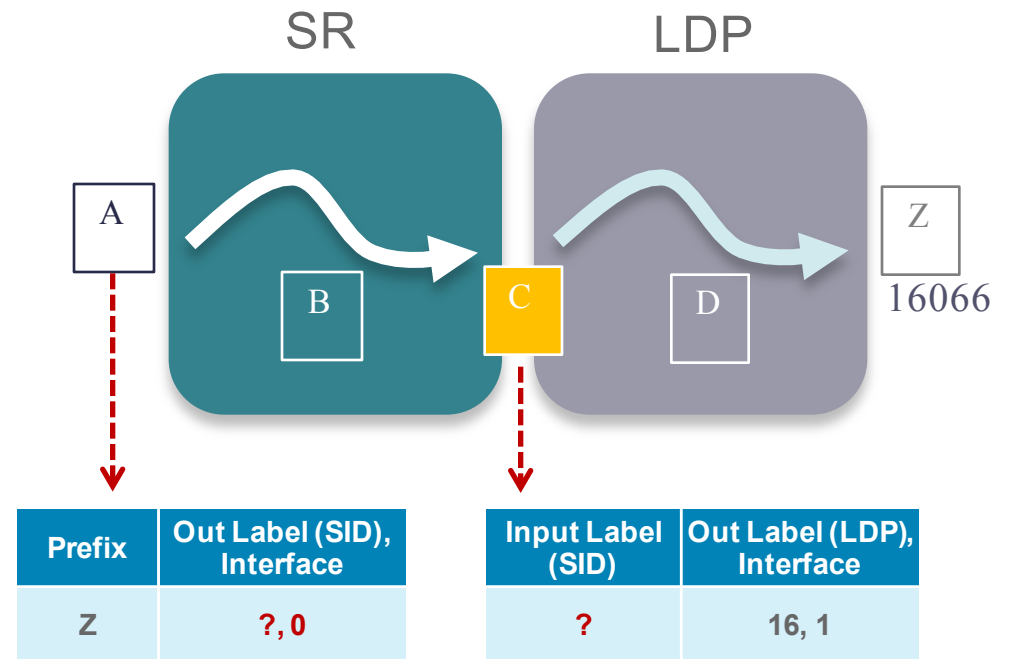 SR
LDP
A
B
C
D
Z
16066
Prefix
Out Label (SID),
Interface
Z
?, 0
Input Label
(SID)
Out Label (LDP),
Interface
?
16, 1